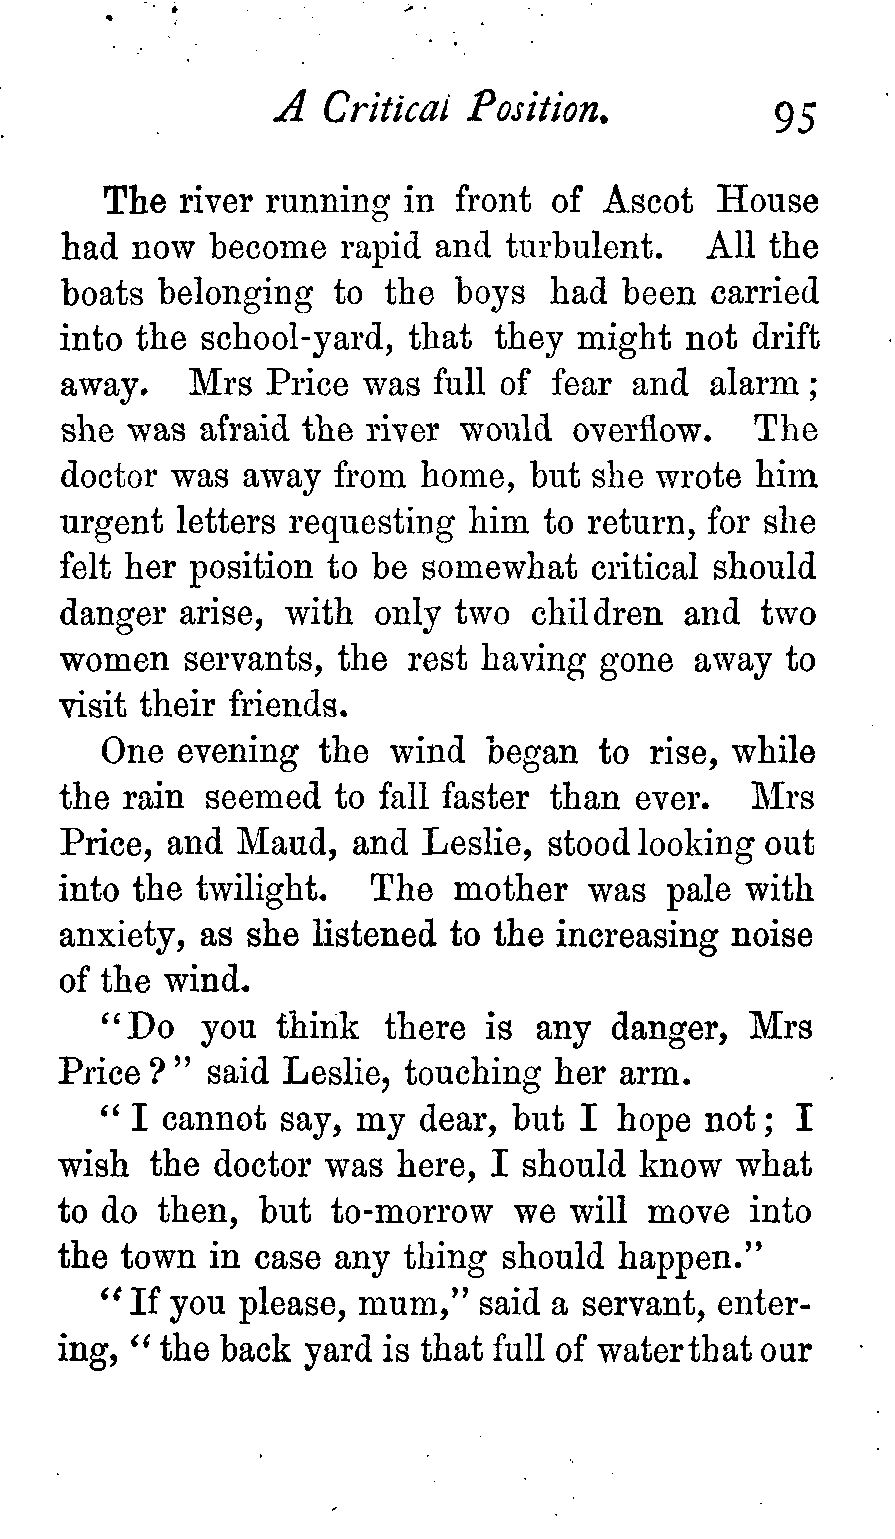 A Critical Position. 95
The river running in front of Ascot House
had now become rapid and turbulent. All the
boats belonging to the boys had been carried
into the school-yard, that they might not drift
away. Mrs Price was full of fear and alarm ;
she was afraid the river would overflow. The
doctor was away from home, but she wrote him
urgent letters requesting him to return, for she
felt her position to be somewhat critical should
danger arise, with only two children and two
women servants, the rest having gone away to
visit their friends.
One evening the wind began to rise, while
the rain seemed to fall faster than ever. Mrs
Price, and Maud, and Leslie, stood looking out
into the twilight. The mother was pale with
anxiety, as she listened to the increasing noise
of the wind.
“Do you think there is any danger, Mrs
Price ? ” said Leslie, touching her arm.
“ I cannot say, my dear, but I hope not ; I
wish the doctor was here, I should know what
to do then, but to-morrow we will move into
the town in case any thing should happen.”
“ If you please, mum,” said a servant, enter-
ing, “ the back yard is that full of water that our